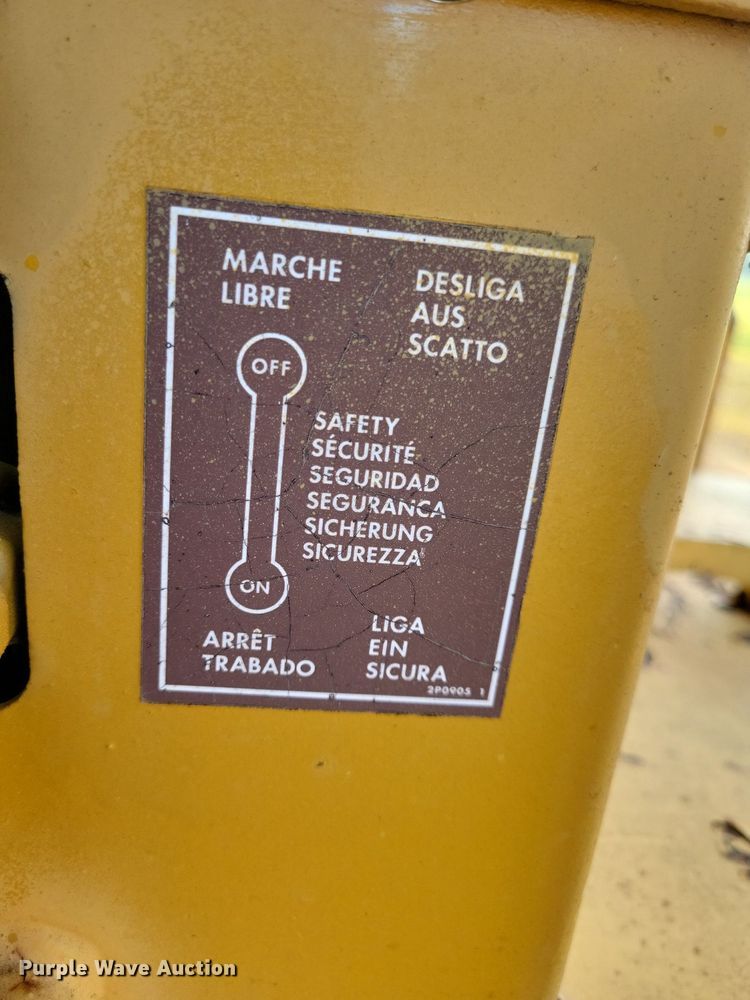 MARCHE
LIBRE
DESLIGA
AUS
SCATTO
OFF
SAFETY
SÉCURITÉ
SEGURIDAD
SEGURANCA
SICHERUNG
SICUREZZA
ON
ARRÊT
TRABADO
LIGA
EIN
SICURA
2P0905 1
Purple Wave Auction